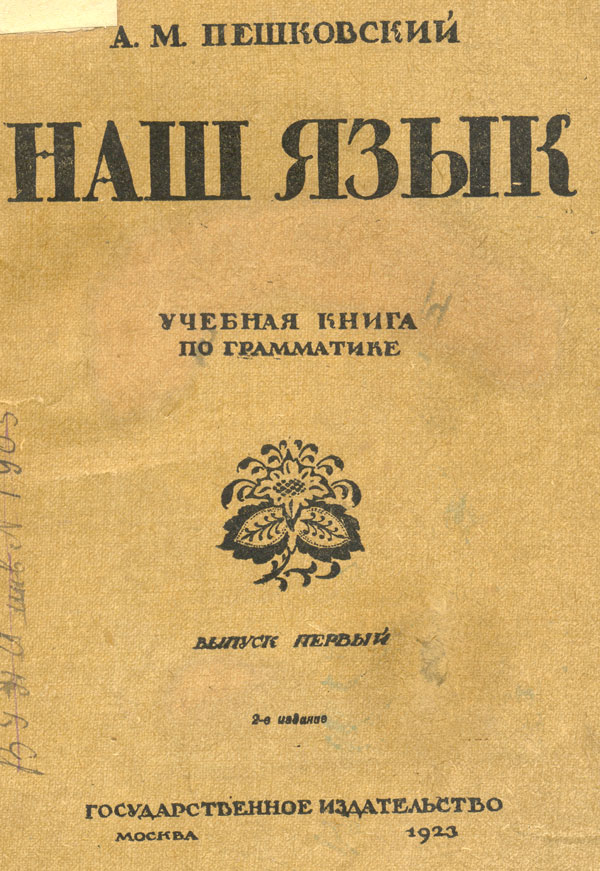 А. М. ПЕШКОВСКИЙ
НАШ ЯЗЫК
УЧЕБНАЯ КНИГА
ПО ГРАММАТИКЕ
ВЫПУСК ПЕРВЫЙ
2-е издание
ГОСУДАРСТВЕННОЕ ИЗДАТЕЛЬСТВО
МОСКВА 1923